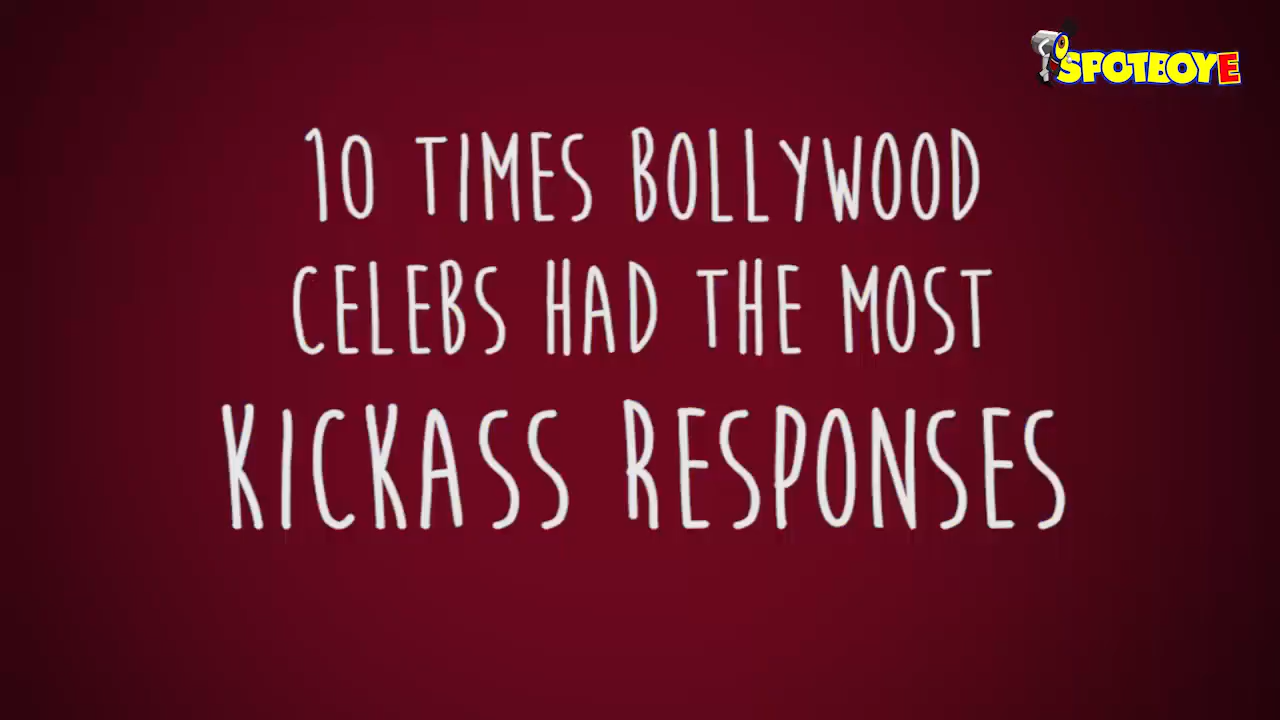 SPOTBOYE
10 TIMES BOLLYWOOD
CELEBS HAD THE MOST
KICKASS RESPONSES